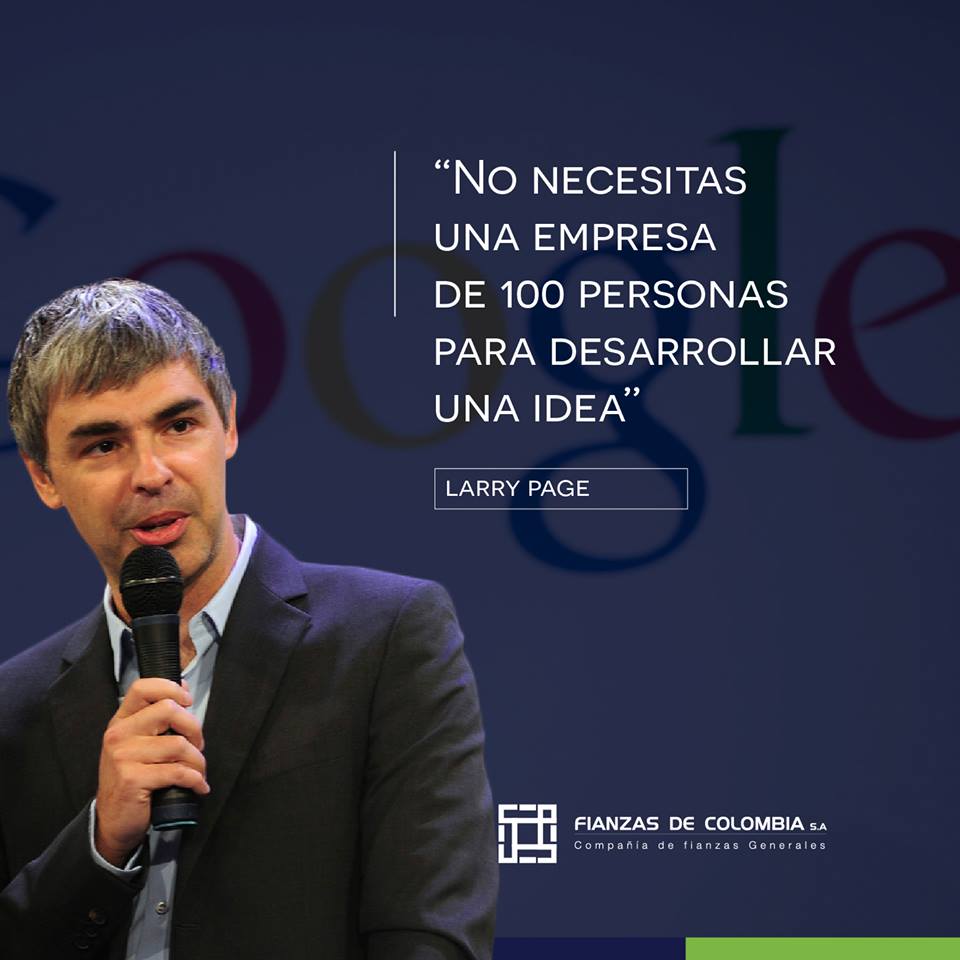 Google
“No NECESITAS
UNA EMPRESA
DE 100 PERSONAS
PARA DESARROLLAR
UNA IDEA”
LARRY PAGE
FIANZAS DE COLOMBIA S.A
Compañía de fianzas Generales